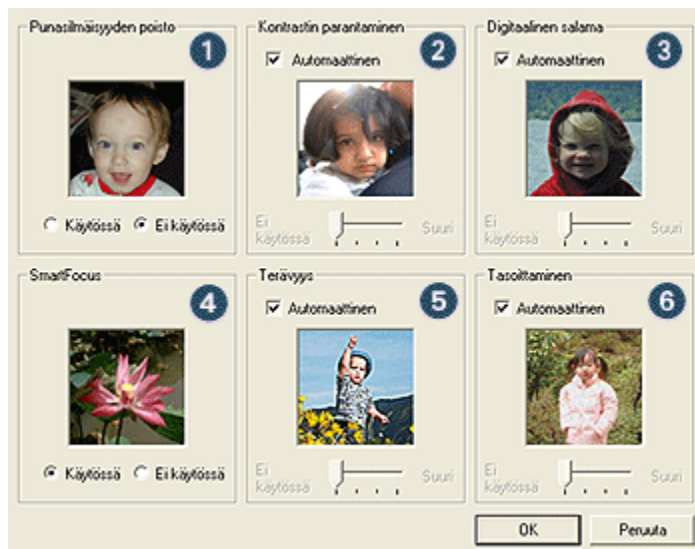 Punasilmäisyyden poisto
1
Käytössä Ei käytössä
Kontrastin parantaminen
2
Automaattinen
Ei käytössä
Suuri
Digitaalinen salama
3
Automaattinen
Ei käytössä
Suuri
SmartFocus
4
Käytössä Ei käytössä
Terävyys
5
Automaattinen
Ei käytössä
Suuri
Tasoittaminen
6
Automaattinen
Ei käytössä
Suuri
OK
Peruuta